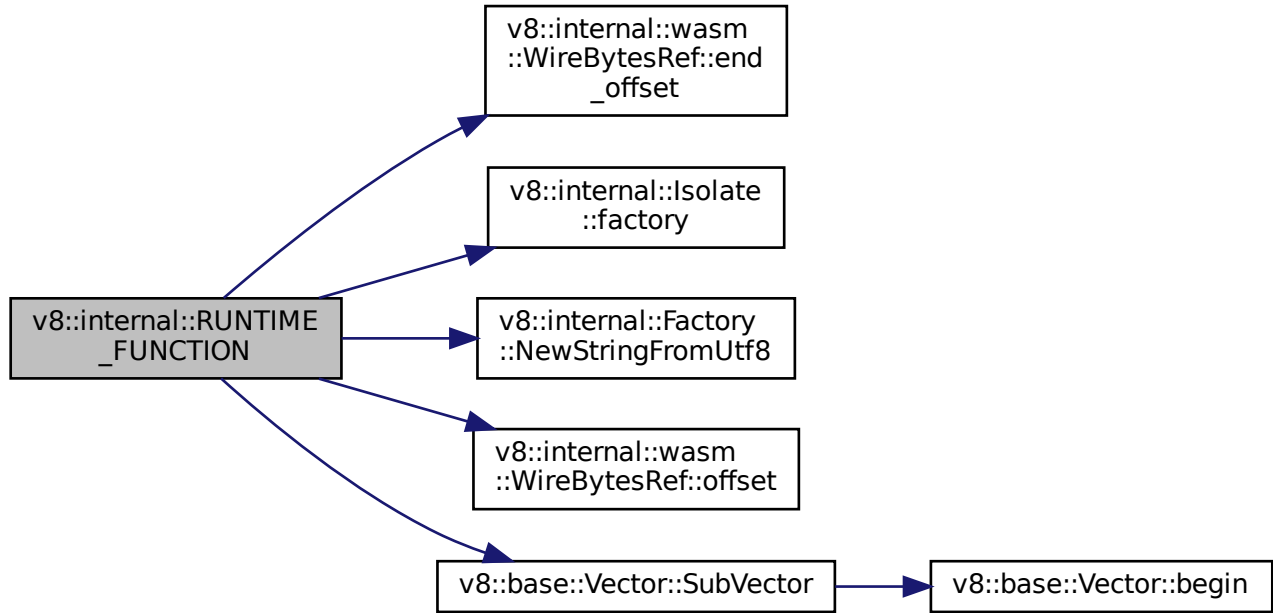 v8::internal::wasm
::WireBytesRef::end
_offset
v8::internal::Isolate
::factory
v8::internal::RUNTIME
_FUNCTION
v8::internal::Factory
::NewStringFromUtf8
v8::internal::wasm
::WireBytesRef::offset
v8::base::Vector::SubVector
v8::base::Vector::begin